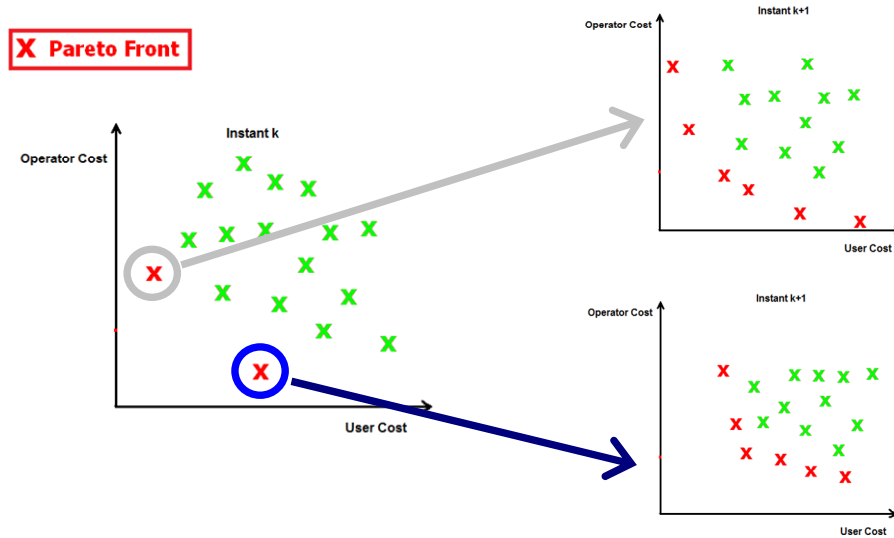 X Pareto Front
Instant k
Operator Cost
User Cost
Instant k+1
Operator Cost
User Cost
Instant k+1
Operator Cost
User Cost